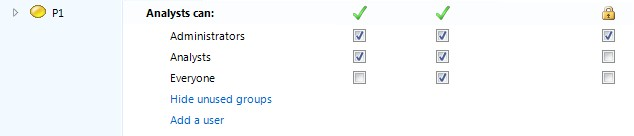 P1
Analysts can:
Administrators
Analysts
Everyone
Hide unused groups
Add a user